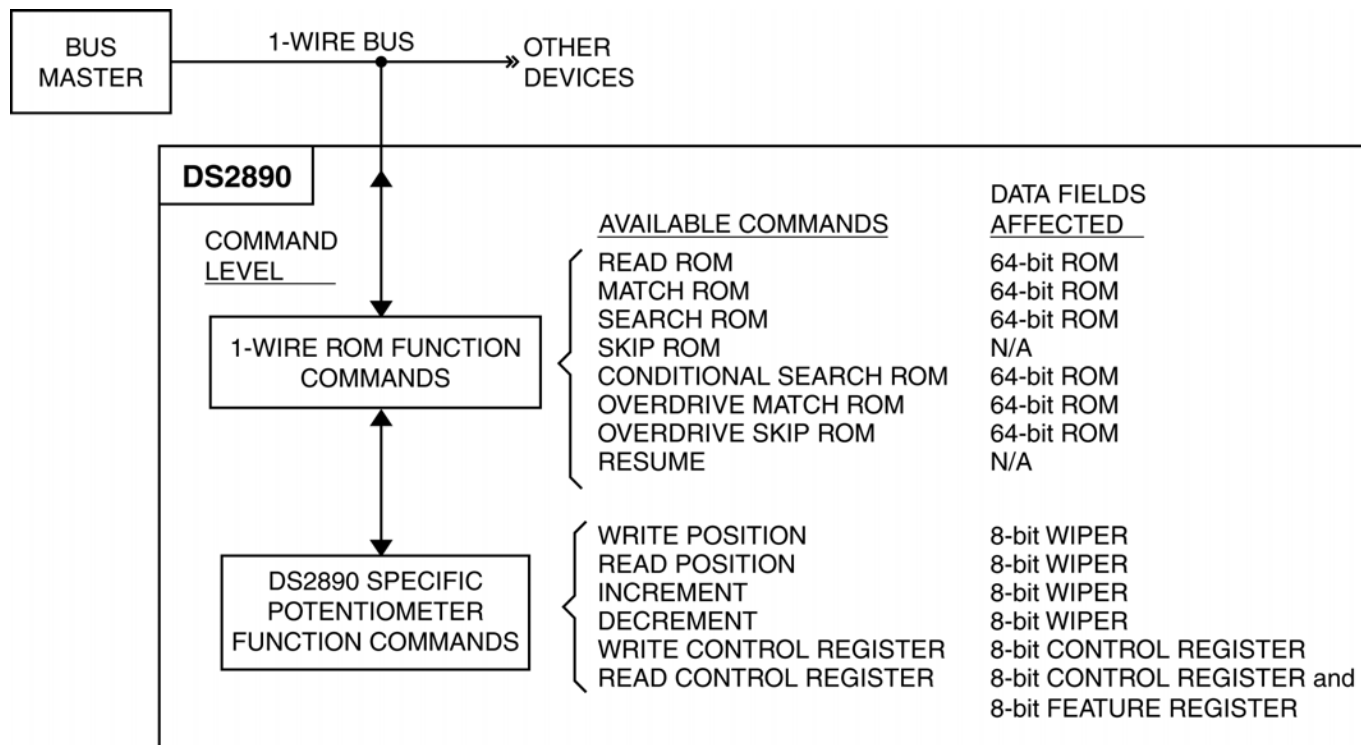 BUS
MASTER
1-WIRE BUS
OTHER
DEVICES
DS2890
COMMAND
LEVEL
AVAILABLE COMMANDS
DATA FIELDS
AFFECTED
1-WIRE ROM FUNCTION
COMMANDS
READ ROM 64-bit ROM
MATCH ROM 64-bit ROM
SEARCH ROM 64-bit ROM
SKIP ROM N/A
CONDITIONAL SEARCH ROM 64-bit ROM
OVERDRIVE MATCH ROM 64-bit ROM
OVERDRIVE SKIP ROM 64-bit ROM
RESUME N/A
DS2890 SPECIFIC
POTENTIOMETER
FUNCTION COMMANDS
WRITE POSITION 8-bit WIPER
READ POSITION 8-bit WIPER
INCREMENT 8-bit WIPER
DECREMENT 8-bit WIPER
WRITE CONTROL REGISTER 8-bit CONTROL REGISTER
READ CONTROL REGISTER 8-bit CONTROL REGISTER and
8-bit FEATURE REGISTER